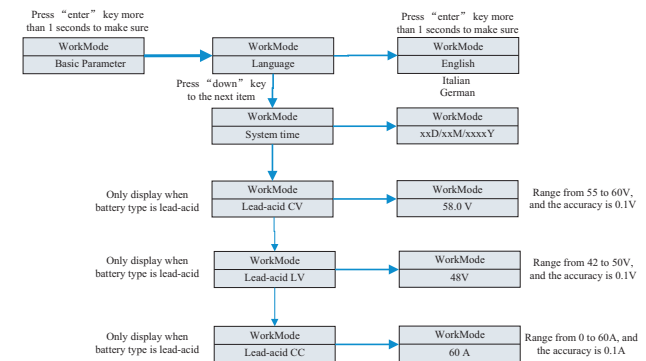 Press “enter” key more
than 1 seconds to make sure
Press “enter” key more
than 1 seconds to make sure
WorkMode
Basic Parameter
WorkMode
Language
WorkMode
English
Italian
German
Press “down” key
to the next item
WorkMode
System time
WorkMode
xxD/xxM/xxxxY
Only display when
battery type is lead-acid
WorkMode
Lead-acid CV
WorkMode
58.0 V
Range from 55 to 60V,
and the accuracy is 0.1V
Only display when
battery type is lead-acid
WorkMode
Lead-acid LV
WorkMode
48V
Range from 42 to 50V,
and the accuracy is 0.1V
Only display when
battery type is lead-acid
WorkMode
Lead-acid CC
WorkMode
60 A
Range from 0 to 60A, and
the accuracy is 0.1A